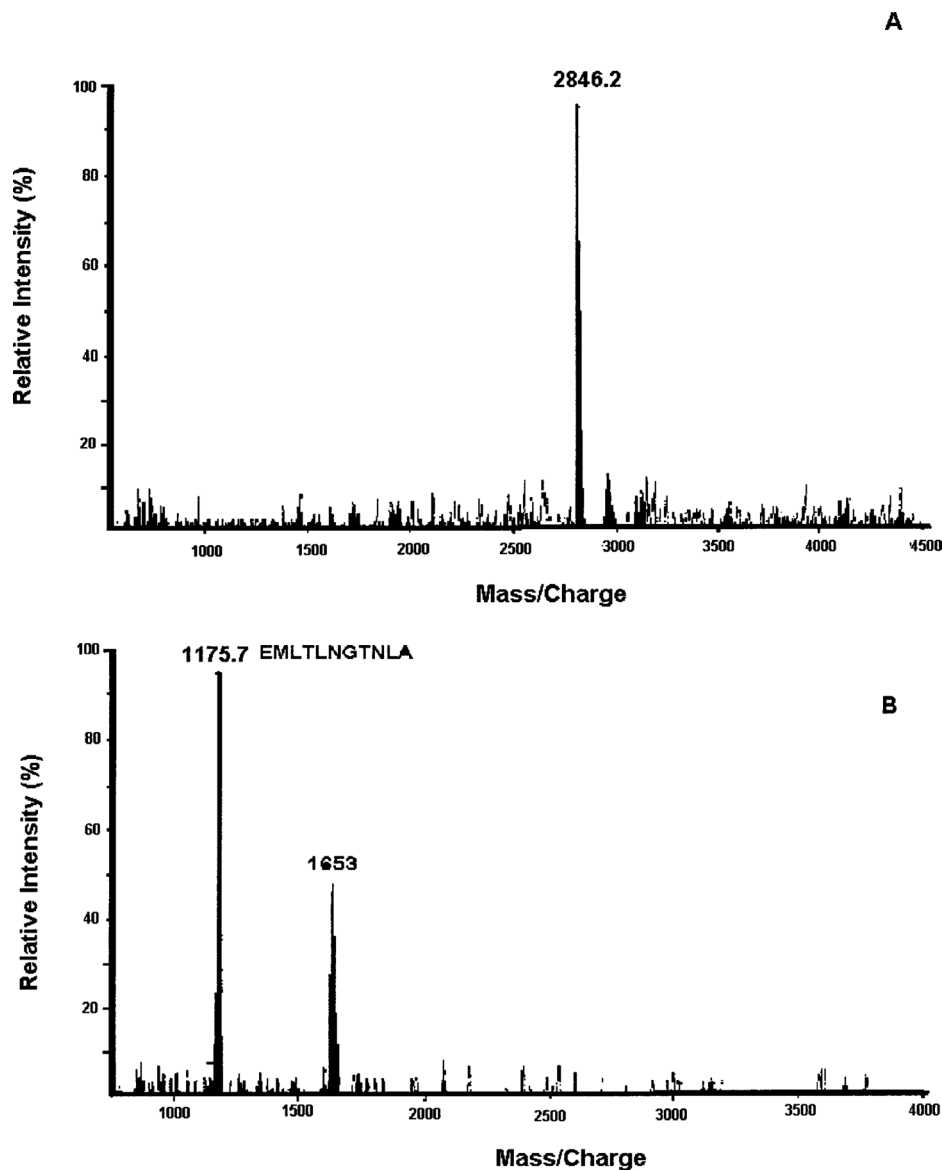 A
2846.2
100
80
60
40
20
Relative Intensity (%)
1000 1500 2000 2500 3000 3500 4000 4500
Mass/Charge
1175.7 EMLTLNGTNLA
B
100
80
60
40
20
1653
Relative Intensity (%)
1000 1500 2000 2500 3000 3500 4000
Mass/Charge